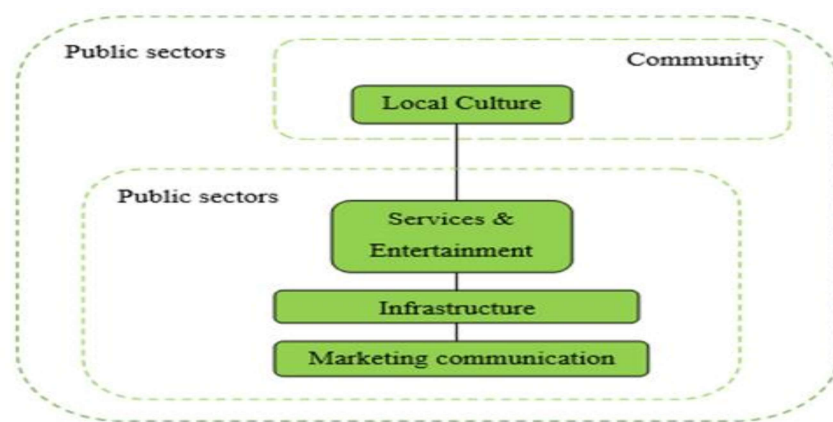 Public sectors
Community
Local Culture
Public sectors
Services &
Entertainment
Infrastructure
Marketing communication